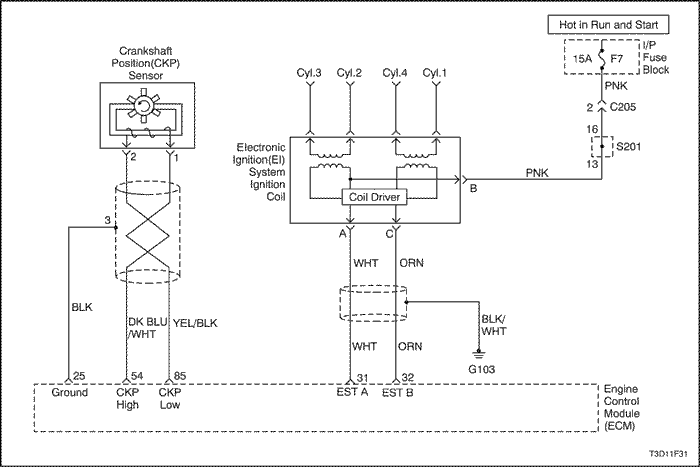 Hot in Run and Start
15A F7
I/P
Fuse
Block
PNK
2 C205
16
S201
13
PNK
Crankshaft
Position(CKP)
Sensor
2 1
3
BLK
DK BLU
/WHT
YEL/BLK
Cyl.3 Cyl.2 Cyl.4 Cyl.1
Electronic
Ignition(EI)
System
Ignition
Coil
Coil Driver
B
A C
WHT ORN
WHT ORN
BLK/
WHT
G103
25 54 85 31 32
Ground
CKP
High
CKP
Low
EST A EST B
Engine
Control
Module
(ECM)
T3D11F31